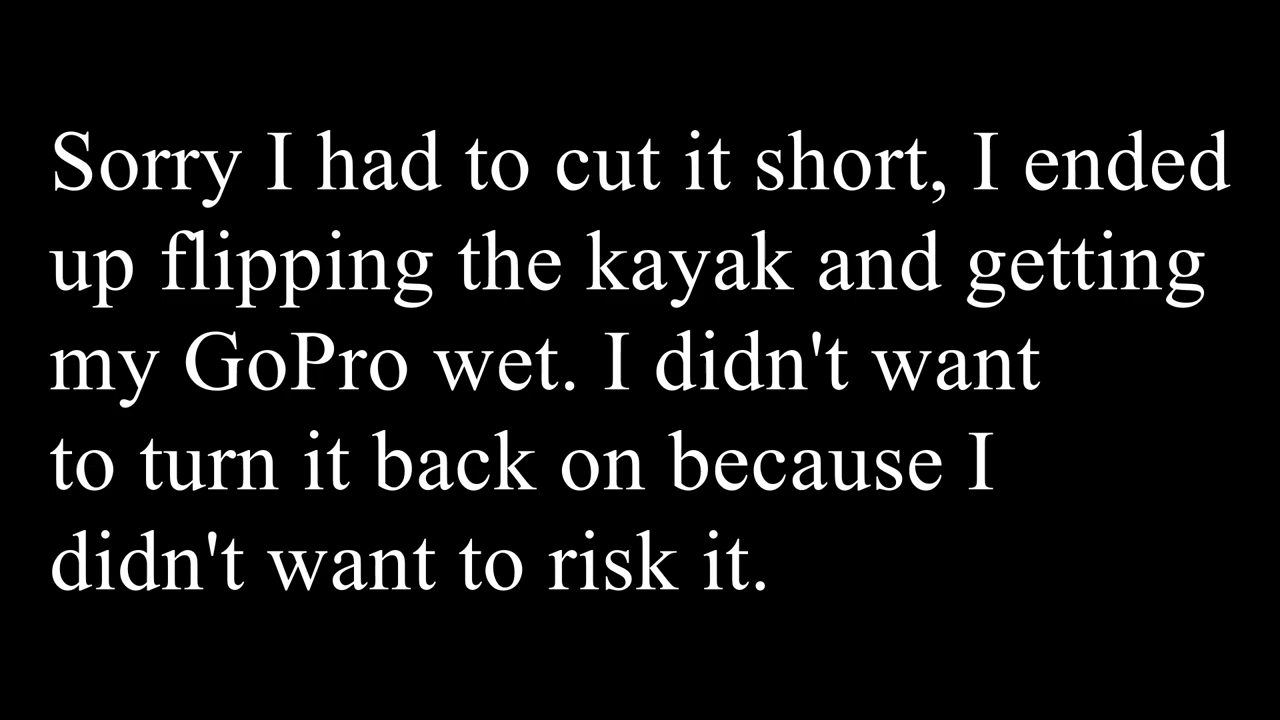 Sorry I had to cut it short, I ended
up flipping the kayak and getting
my GoPro wet. I didn't want
to turn it back on because I
didn't want to risk it.